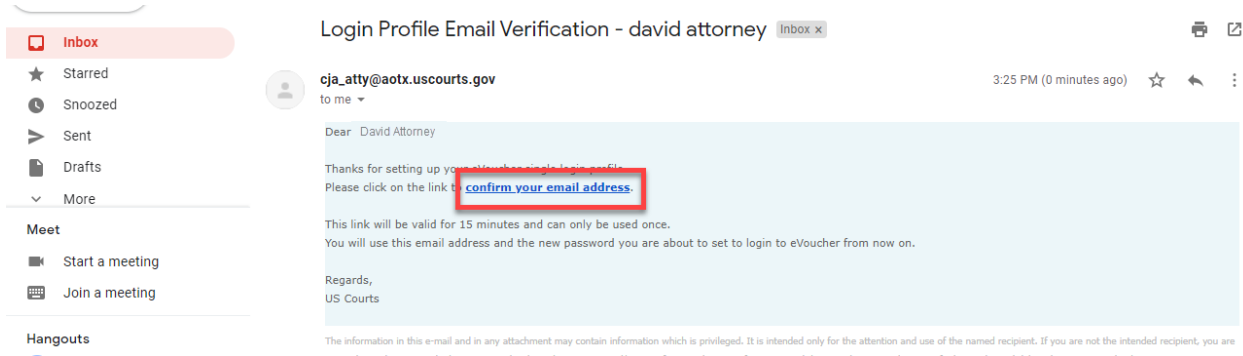 Inbox
Starred
Snoozed
Sent
Drafts
More
Meet
Start a meeting
Join a meeting
Hangouts
Login Profile Email Verification - david attorney Inbox x
cja_atty@aotx.uscourts.gov
3:25 PM (0 minutes ago)
to me
Dear David Attorney
Thanks for setting up your eVoucher single login profile.
Please click on the link to confirm your email address.
This link will be valid for 15 minutes and can only be used once.
You will use this email address and the new password you are about to set to login to eVoucher from now on.
Regards,
US Courts
The information in this e-mail and in any attachment may contain information which is privileged. It is intended only for the attention and use of the named recipient. If you are not the intended recipient, you are